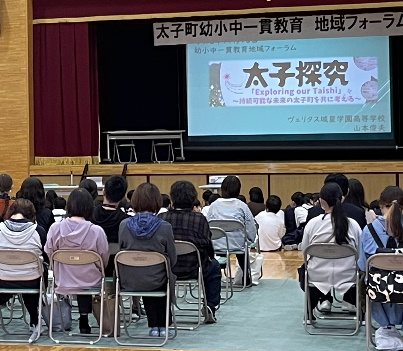 太子町幼小中一貫教育 地域フォーラム
幼小中一貫教育地域フォーラム
太子探究
「Exploring our Taishi」
～持続可能な未来の太子町を共に考える～
ヴェリタス城星学園高等学校
山本俊夫